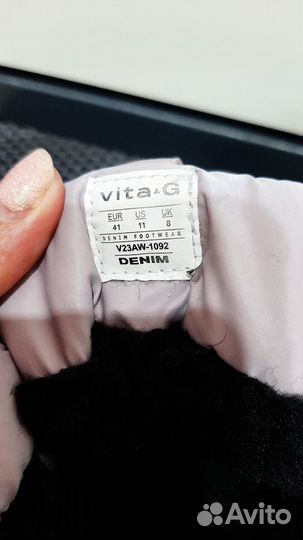 vita▲G
EUR US UK
41 11 8
DENIM FOOTWEAR
V23AW-1092
DENIM
Avito